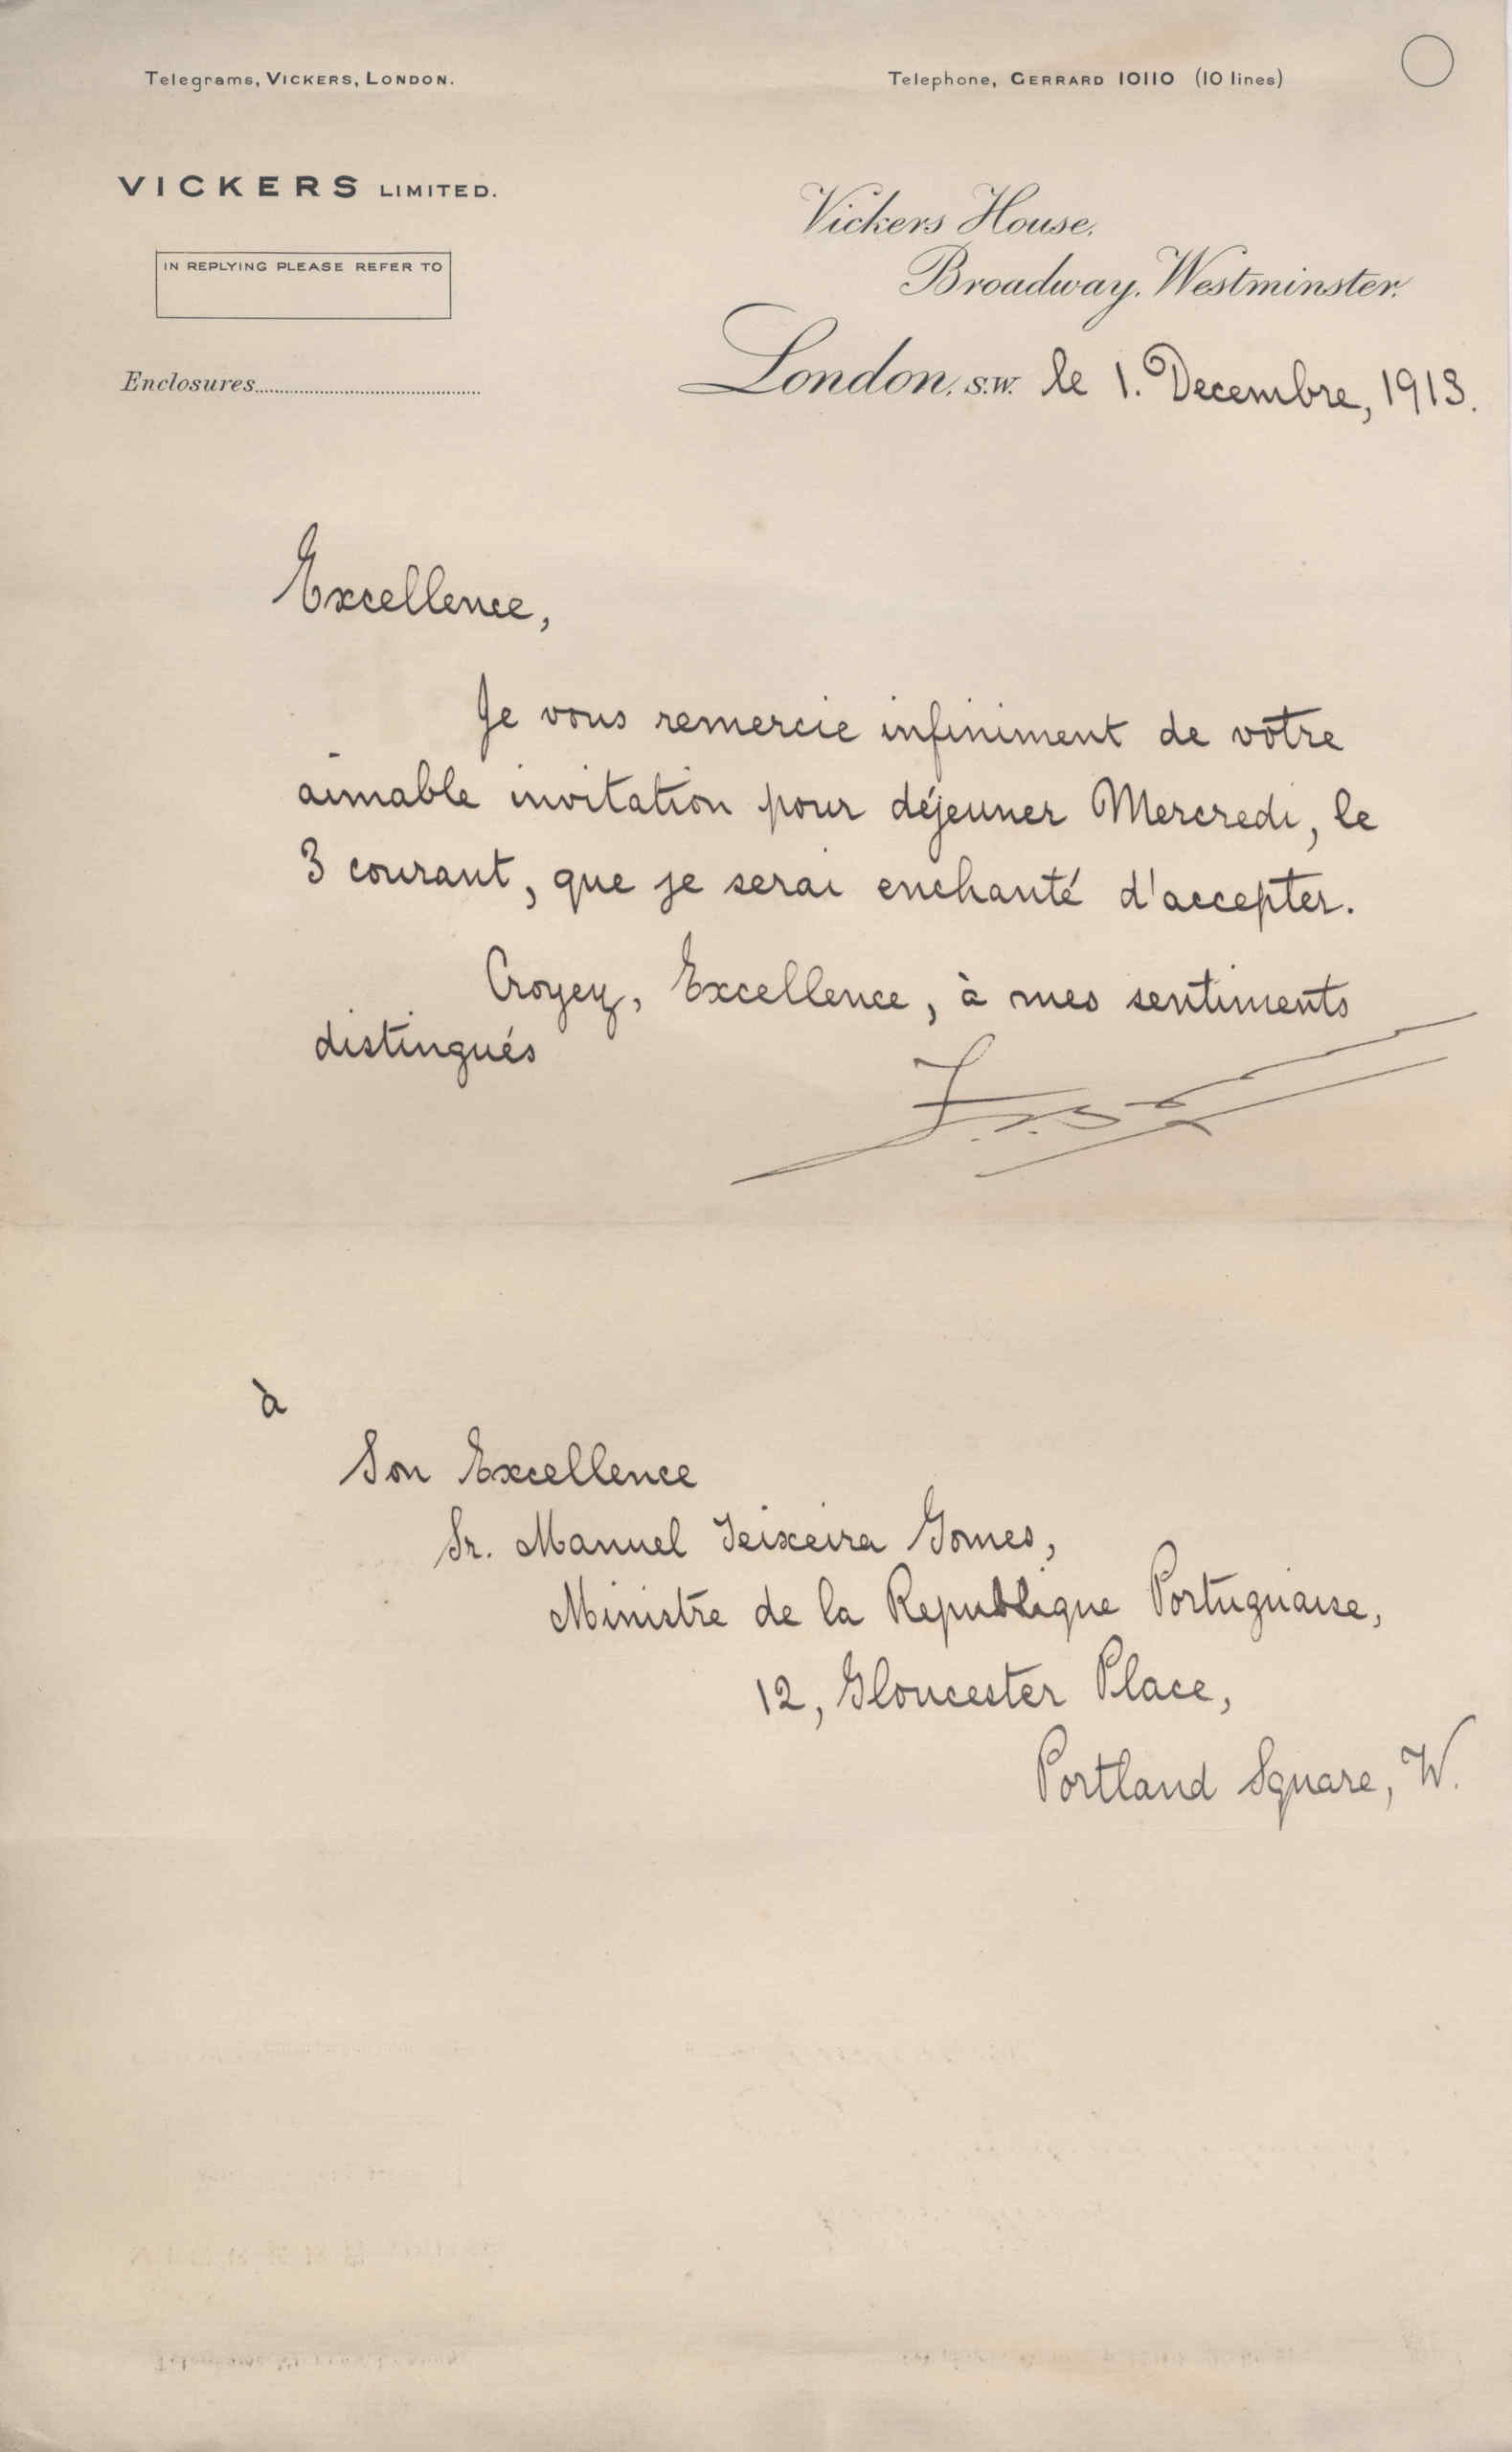 Telegrams, VICKERS, LONDON.
Telephone, GERRARD 10110 (10 lines)
VICKERS LIMITED.
IN REPLYING PLEASE REFER TO
Enclosures
Vickers House,
Broadway, Westminster,
London, S.W. le 1. Decembre, 1913.
Excellence,
Je vous remercie infiniment de vôtre
aimable invitation pour déjeuner Mercredi, le
3 courant, que je serai enchanté d'accepter.
Croyez, Excellence, à mes sentiments
distingués
à
Son Excellence
Sr. Manuel Teixeira Gomes,
Ministre de la Republique Portuguaise,
12, Gloucester Place,
Portland Square, W.